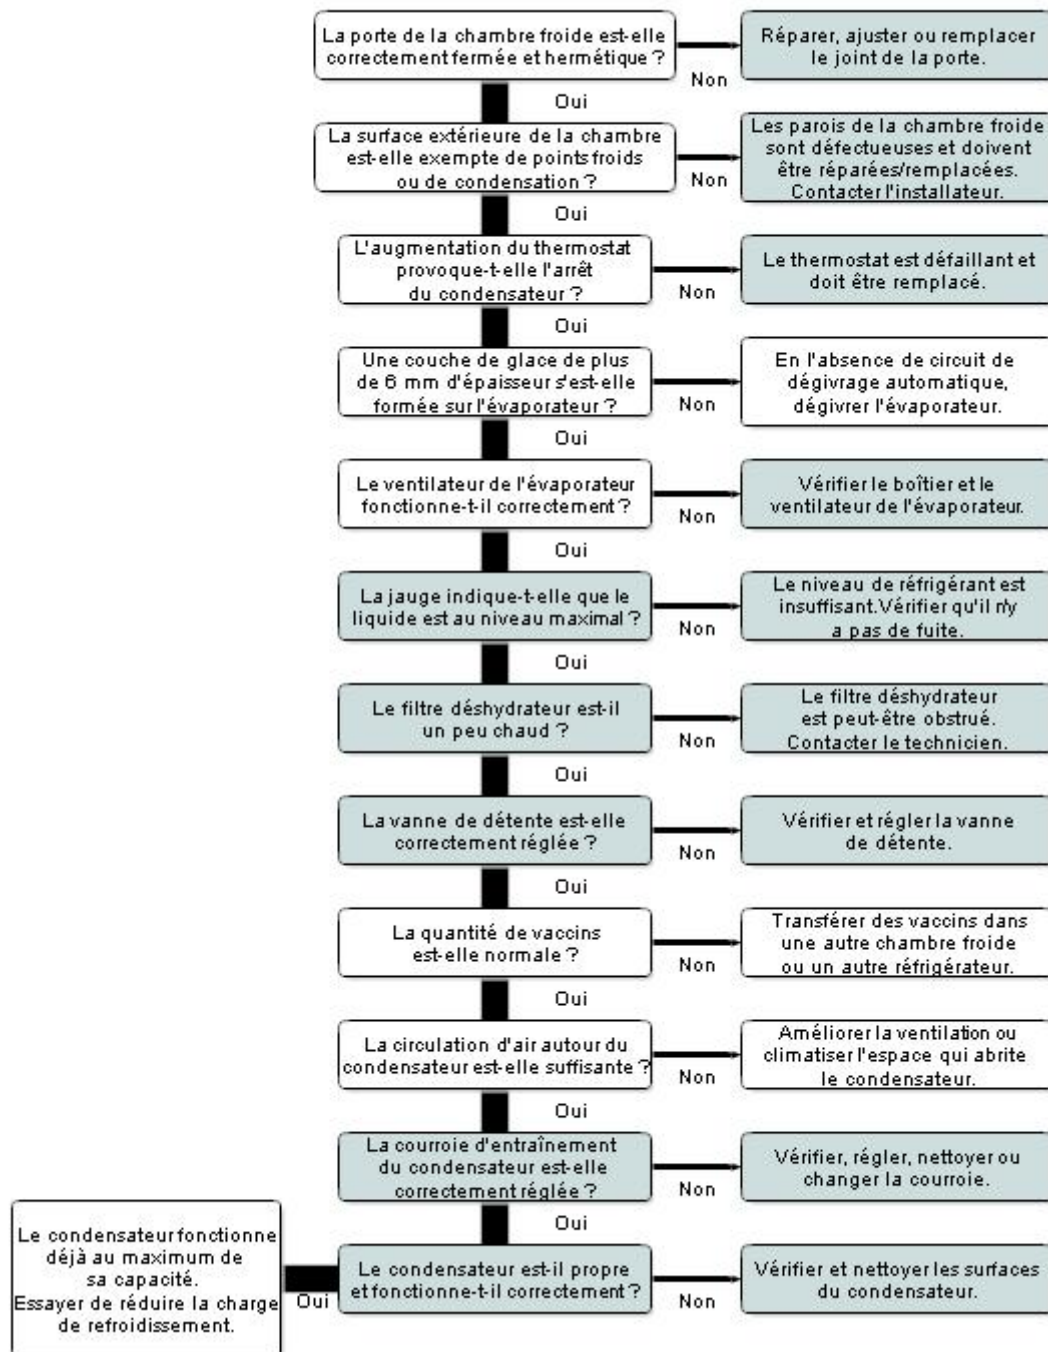 La porte de la chambre froide est-elle
correctement fermée et hermétique ?
Non
Réparer, ajuster ou remplacer
le joint de la porte.
Oui
La surface extérieure de la chambre
est-elle exempte de points froids
ou de condensation ?
Non
Les parois de la chambre froide
sont défectueuses et doivent
être réparées/remplacées.
Contacter l'installateur.
Oui
L'augmentation du thermostat
provoque-t-elle l'arrêt
du condensateur ?
Non
Le thermostat est défaillant et
doit être remplacé.
Oui
Une couche de glace de plus
de 6 mm d'épaisseur s'est-elle
formée sur l'évaporateur ?
Non
En l'absence de circuit de
dégivrage automatique,
dégivrer l'évaporateur.
Oui
Le ventilateur de l'évaporateur
fonctionne-t-il correctement ?
Non
Vérifier le boîtier et le
ventilateur de l'évaporateur.
Oui
La jauge indique-t-elle que le
liquide est au niveau maximal ?
Non
Le niveau de réfrigérant est
insuffisant.Vérifier qu'il n'y
a pas de fuite.
Oui
Le filtre déshydrateur est-il
un peu chaud ?
Non
Le filtre déshydrateur
est peut-être obstrué.
Contacter le technicien.
Oui
La vanne de détente est-elle
correctement réglée ?
Non
Vérifier et régler la vanne
de détente.
Oui
La quantité de vaccins
est-elle normale ?
Non
Transférer des vaccins dans
une autre chambre froide
ou un autre réfrigérateur.
Oui
La circulation d'air autour du
condensateur est-elle suffisante ?
Non
Améliorer la ventilation ou
climatiser l'espace qui abrite
le condensateur.
Oui
La courroie d'entraînement
du condensateur est-elle
correctement réglée ?
Non
Vérifier, régler, nettoyer ou
changer la courroie.
Oui
Le condensateur est-il propre
et fonctionne-t-il correctement ?
Non
Vérifier et nettoyer les surfaces
du condensateur.
Oui
Le condensateur fonctionne
déjà au maximum de
sa capacité.
Essayer de réduire la charge
de refroidissement.